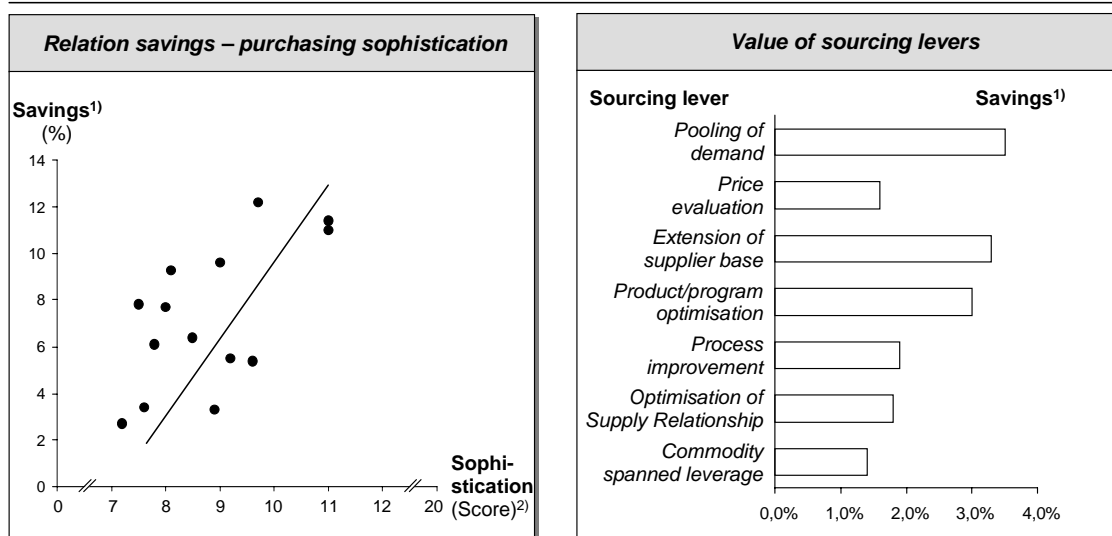 Relation savings – purchasing sophistication
Savings1)
(%)
14
12
10
8
6
4
2
0
0
7
8
9
10
11
12
20
Sophi-
stication
(Score)2)
Value of sourcing levers
Sourcing lever
Savings1)
Pooling of
demand
Price
evaluation
Extension of
supplier base
Product/program
optimisation
Process
improvement
Optimisation of
Supply Relationship
Commodity
spanned leverage
0,0%
1,0%
2,0%
3,0%
4,0%